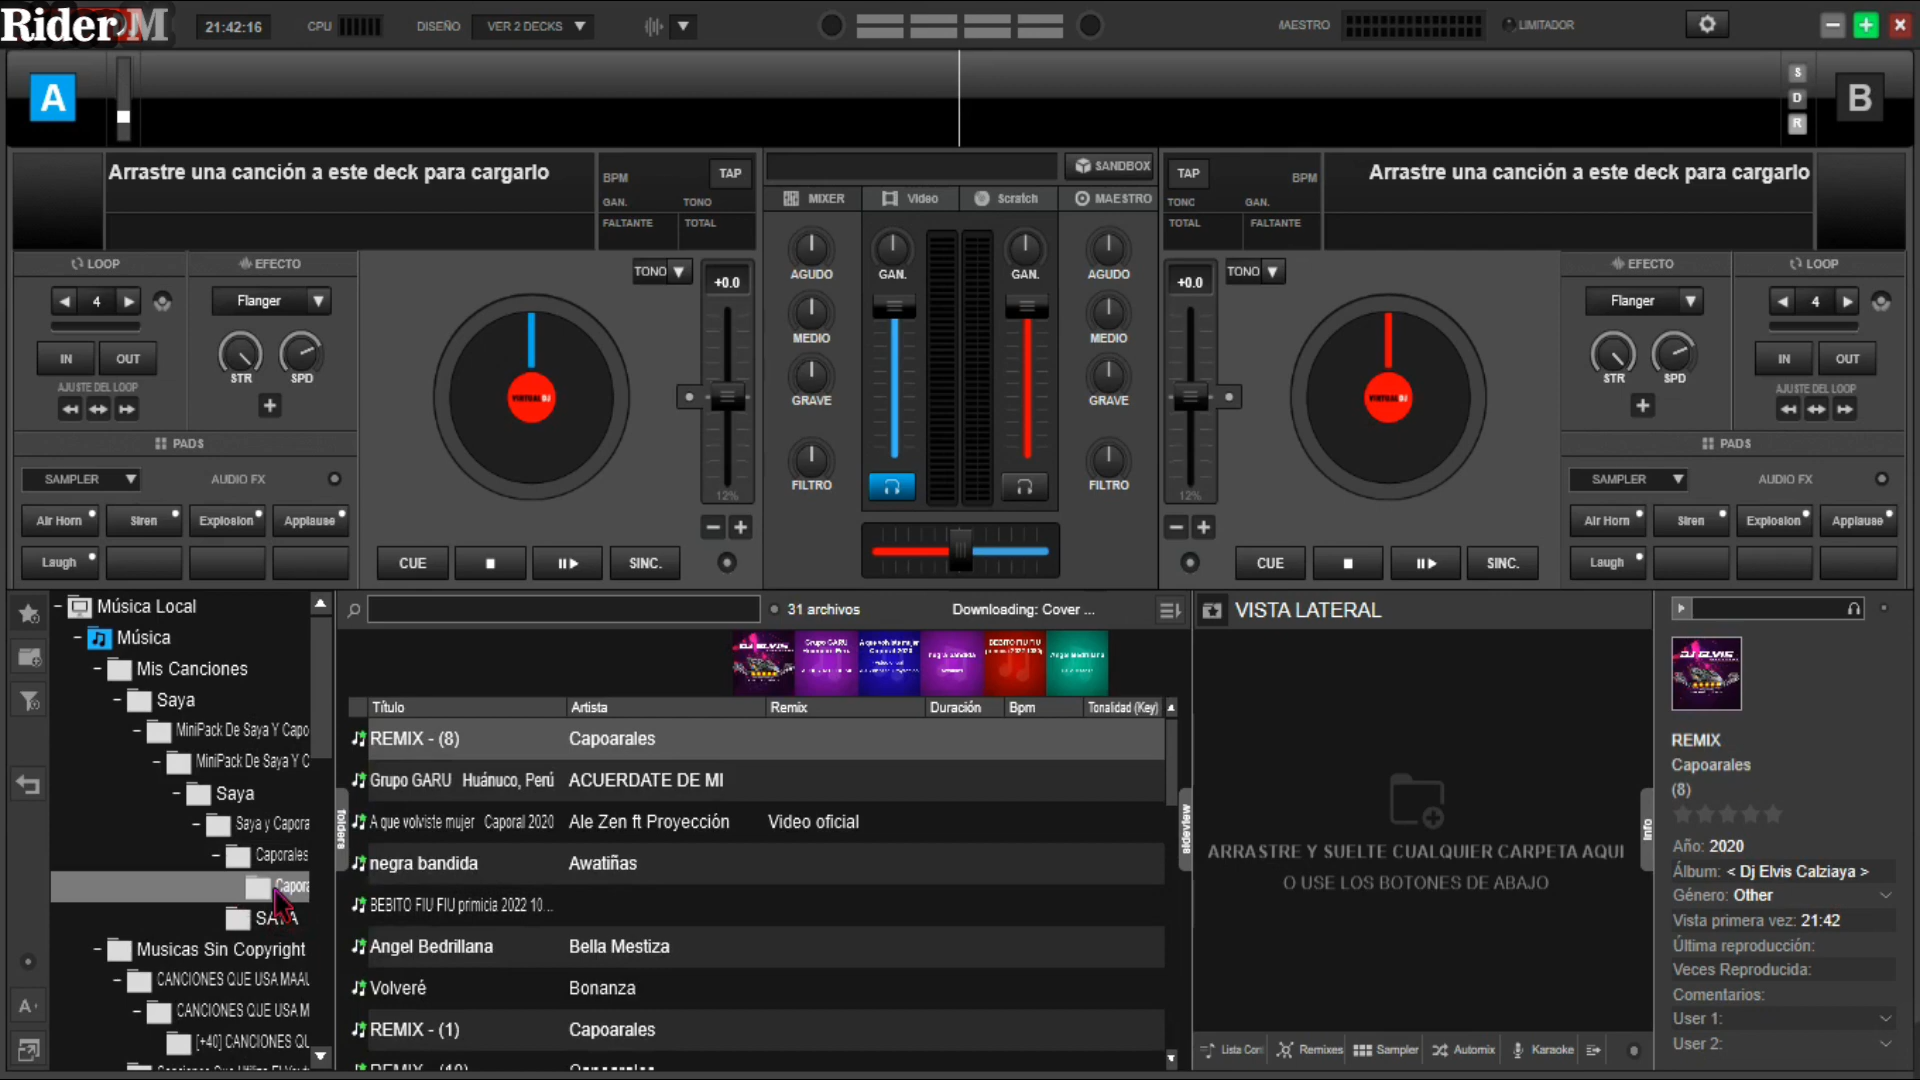 Rider M
21:42:16
CPU
DISEÑO
VER 2 DECKS
MAESTRO
LIMITADOR
A
S
D
R
B
Arrastre una canción a este deck para cargarlo
BPM
TAP
GAN.
TONO
FALTANTE
TOTAL
SANDBOX
MIXER
Video
Scratch
MAESTRO
TAP
BPM
TONO
GAN.
TOTAL
FALTANTE
Arrastre una canción a este deck para cargarlo
LOOP
EFECTO
4
Flanger
STR
SPD
IN
OUT
AJUSTE DEL LOOP
TONO
+0.0
12%
AGUDO
MEDIO
GRAVE
FILTRO
GAN.
GAN.
AGUDO
MEDIO
GRAVE
FILTRO
+0.0
TONO
12%
VIRTUAL DJ
VIRTUAL DJ
EFECTO
LOOP
Flanger
4
STR
SPD
IN
OUT
AJUSTE DEL LOOP
PADS
SAMPLER
AUDIO FX
Air Horn
Siren
Explosion
Applause
Laugh
CUE
SINC.
CUE
SINC.
PADS
SAMPLER
AUDIO FX
Air Horn
Siren
Explosion
Applause
Laugh
Música Local
Música
Mis Canciones
Saya
MiniPack De Saya Y Capo
MiniPack De Saya Y C
Saya
Saya y Capora
Caporales
Capora
SAYA
Musicas Sin Copyright
CANCIONES QUE USA MAAL
CANCIONES QUE USA M
[+40] CANCIONES QU
folders
31 archivos
Downloading: Cover ...
Título
Artista
Remix
Duración
Bpm
Tonalidad (Key)
REMIX - (8)
Capoarales
Grupo GARU Huánuco, Perú
ACUERDATE DE MI
A que volviste mujer Caporal 2020
Ale Zen ft Proyección
Video oficial
negra bandida
Awatiñas
BEBITO FIU FIU primicia 2022 10...
Angel Bedrillana
Bella Mestiza
Volveré
Bonanza
REMIX - (1)
Capoarales
sideview
VISTA LATERAL
ARRASTRE Y SUELTE CUALQUIER CARPETA AQUI
O USE LOS BOTONES DE ABAJO
Lista Con
Remixes
Sampler
Automix
Karaoke
info
DJ ELVIS
REMIX
Capoarales
(8)
Año: 2020
Álbum: < Dj Elvis Calziaya >
Género: Other
Vista primera vez: 21:42
Última reproducción:
Veces Reproducida:
Comentarios:
User 1:
User 2: